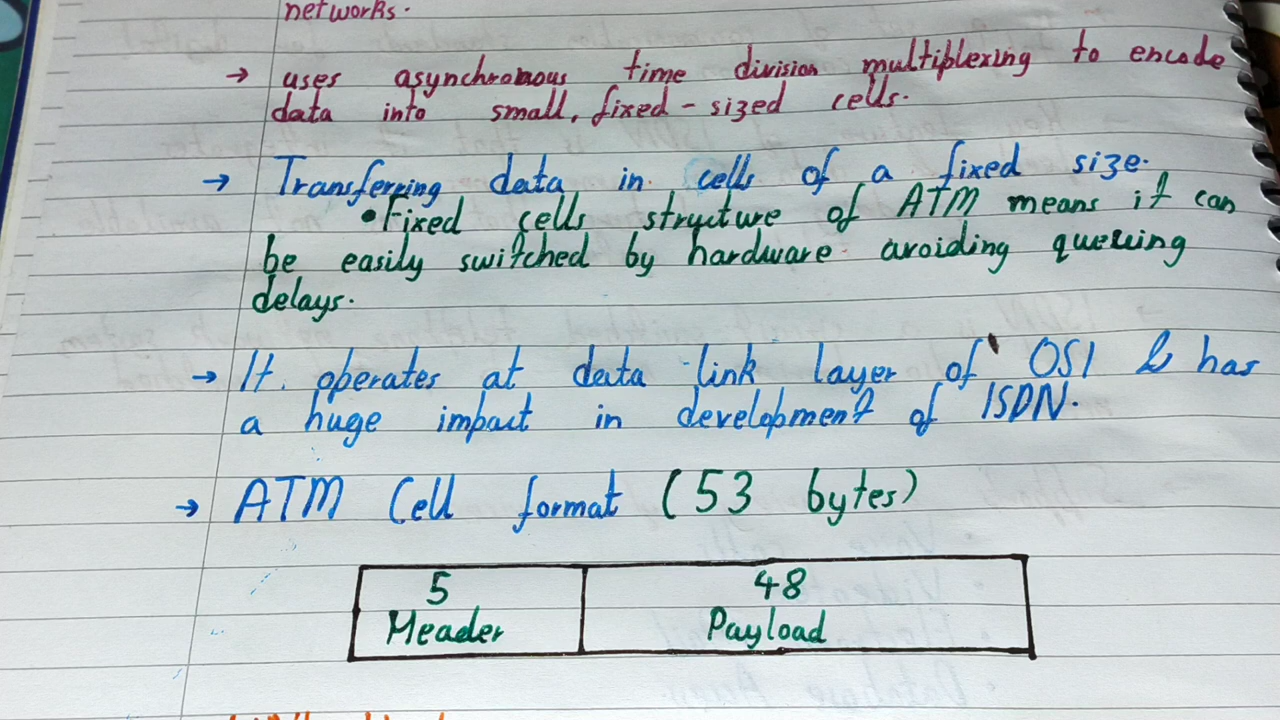 networks.
→ uses asynchronous time division multiplexing to encode
data into small, fixed-sized cells.
→ Transferring data in cells of a fixed size.
•Fixed cells structure of ATM means it can
be easily switched by hardware avoiding queuing
delays.
→ It operates at data link layer of OSI & has
a huge impact in development of ISDN.
→ ATM Cell format (53 bytes)
5 48
Header Payload